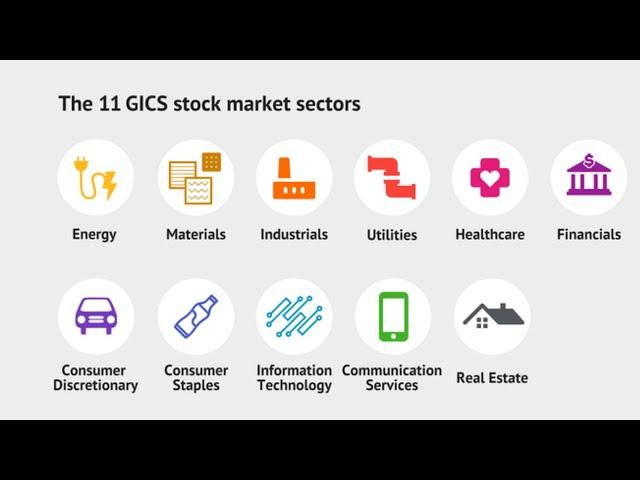 The 11 GICS stock market sectors
Energy
Materials
Industrials
Utilities
Healthcare
Financials
Consumer
Discretionary
Consumer
Staples
Information
Technology
Communication
Services
Real Estate